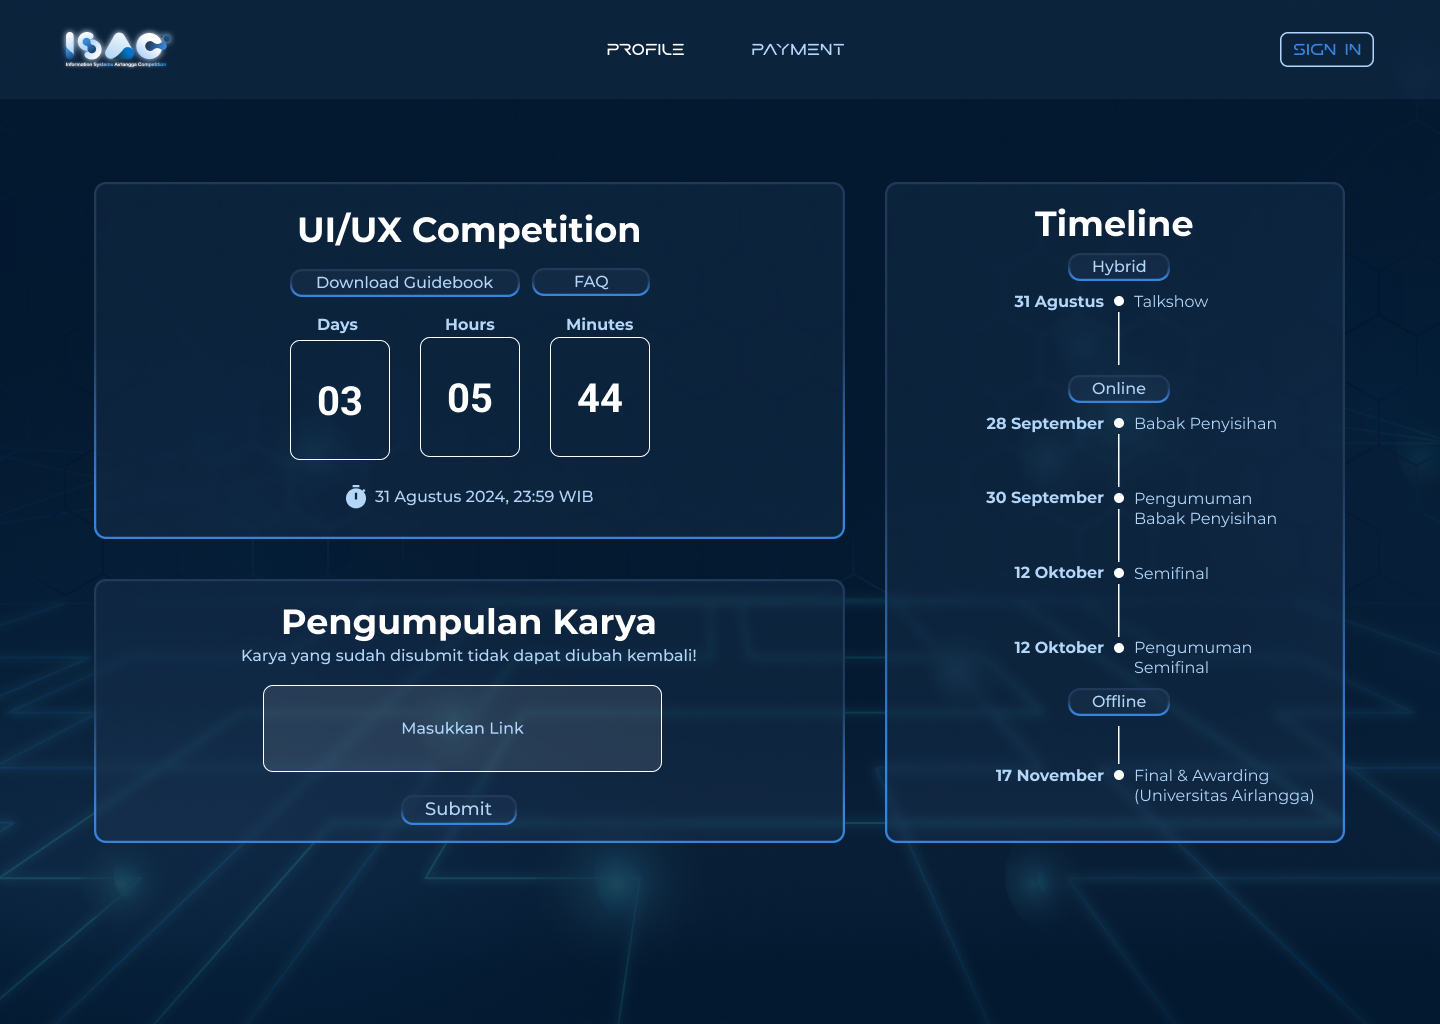 ISAC
Information Systems Airlangga Competition
PROFILE
PAYMENT
SIGN IN
UI/UX Competition
Download Guidebook
FAQ
Days
Hours
Minutes
03
05
44
31 Agustus 2024, 23:59 WIB
Pengumpulan Karya
Karya yang sudah disubmit tidak dapat diubah kembali!
Masukkan Link
Submit
Timeline
Hybrid
31 Agustus Talkshow
Online
28 September Babak Penyisihan
30 September Pengumuman
Babak Penyisihan
12 Oktober Semifinal
12 Oktober Pengumuman
Semifinal
Offline
17 November Final & Awarding
(Universitas Airlangga)